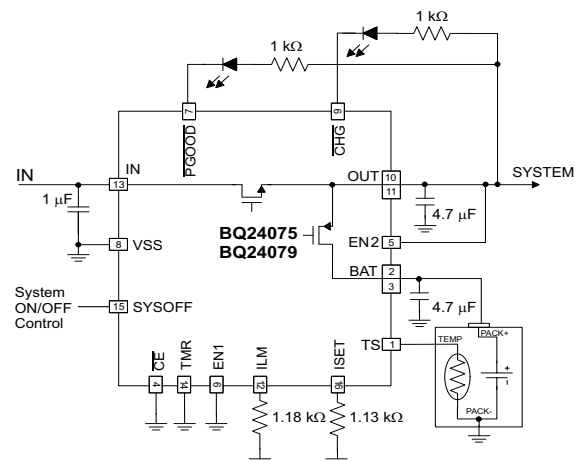 1 kΩ
1 kΩ
7
9
PGOOD
CHG
IN
IN
13
OUT
10
11
SYSTEM
1 μF
4.7 μF
BQ24075
BQ24079
EN2
5
8
VSS
BAT
2
3
System
ON/OFF
Control
15
SYSOFF
4.7 μF
TS
1
PACK+
TEMP
+
-
PACK-
CE
TMR
EN1
ILM
ISET
4
14
6
12
16
1.18 kΩ
1.13 kΩ